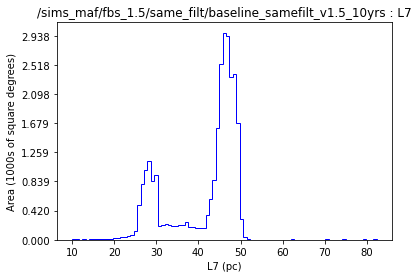 /sims_maf/fbs_1.5/same_filt/baseline_samefilt_v1.5_10yrs : L7
2.938
2.518
2.098
1.679
1.259
0.839
0.420
0.000
Area (1000s of square degrees)
10 20 30 40 50 60 70 80
L7 (pc)